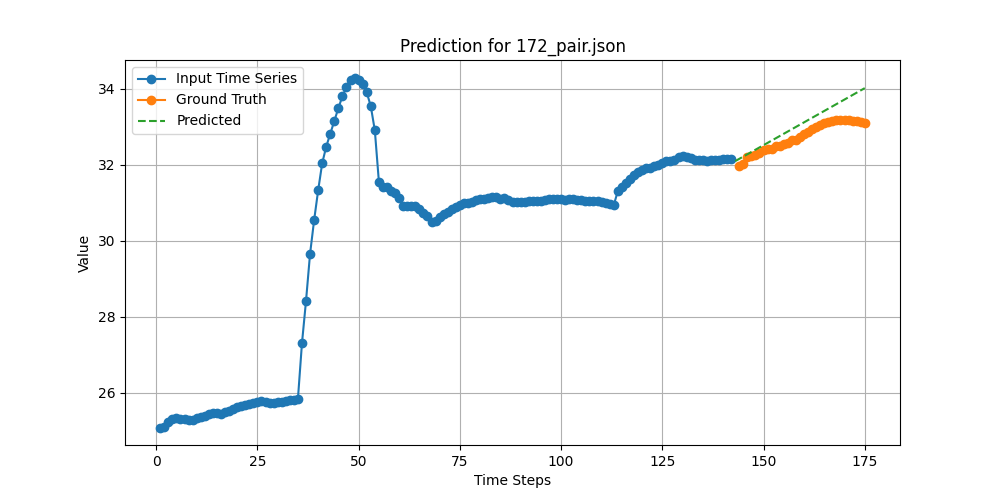 Prediction for 172_pair.json
Input Time Series
Ground Truth
Predicted
Value
34
32
30
28
26
0 25 50 75 100 125 150 175
Time Steps